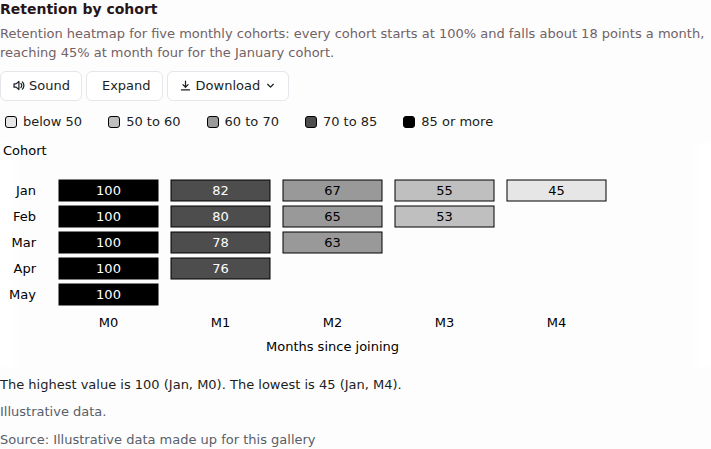 Retention by cohort
Retention heatmap for five monthly cohorts: every cohort starts at 100% and falls about 18 points a month,
reaching 45% at month four for the January cohort.
Sound Expand Download
below 50 50 to 60 60 to 70 70 to 85 85 or more
Cohort
Jan 100 82 67 55 45
Feb 100 80 65 53
Mar 100 78 63
Apr 100 76
May 100
M0 M1 M2 M3 M4
Months since joining
The highest value is 100 (Jan, M0). The lowest is 45 (Jan, M4).
Illustrative data.
Source: Illustrative data made up for this gallery